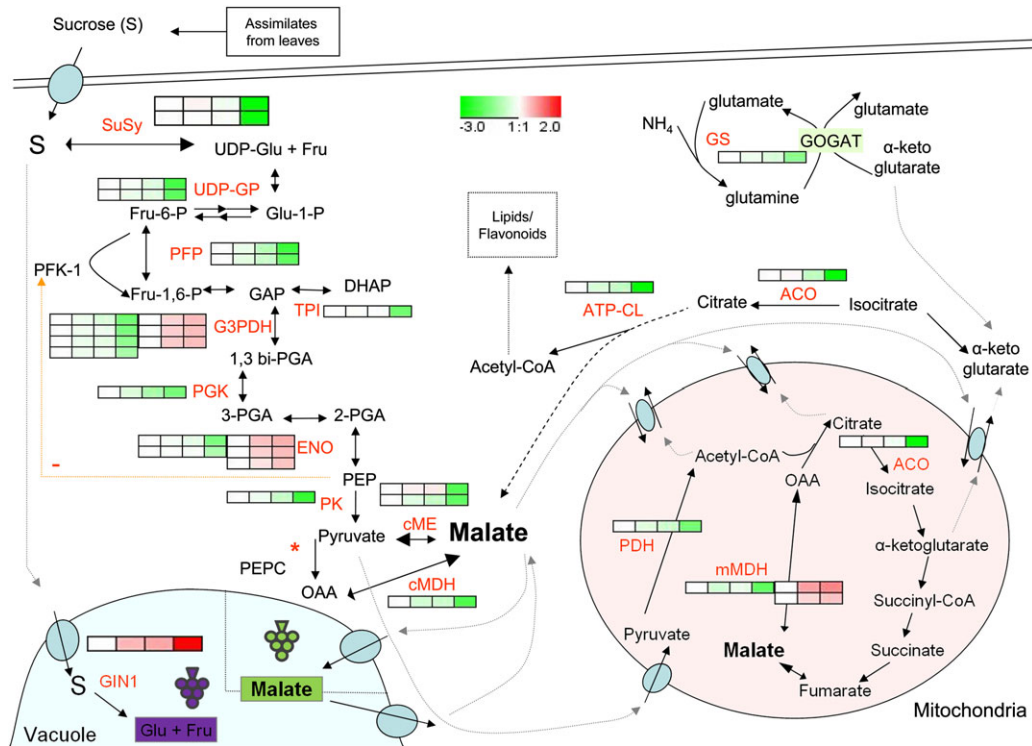 Sucrose (S)
Assimilates
from leaves
SuSy
S
UDP-Glu + Fru
-3.0
1:1
2.0
glutamate
glutamate
NH4
GS
GOGAT
α-keto
glutarate
glutamine
UDP-GP
Fru-6-P
Glu-1-P
Lipids/
Flavonoids
PFP
PFK-1
Fru-1,6-P
GAP
DHAP
TPI
G3PDH
ATP-CL
Citrate
ACO
Isocitrate
1,3 bi-PGA
Acetyl-CoA
α-keto
glutarate
PGK
3-PGA
2-PGA
ENO
-
PEP
PK
cME
Pyruvate
Malate
*
PEPC
OAA
cMDH
Citrate
Acetyl-CoA
ACO
OAA
Isocitrate
PDH
α-ketoglutarate
mMDH
Succinyl-CoA
Pyruvate
Malate
Succinate
Fumarate
Mitochondria
S
GIN1
Malate
Glu + Fru
Vacuole